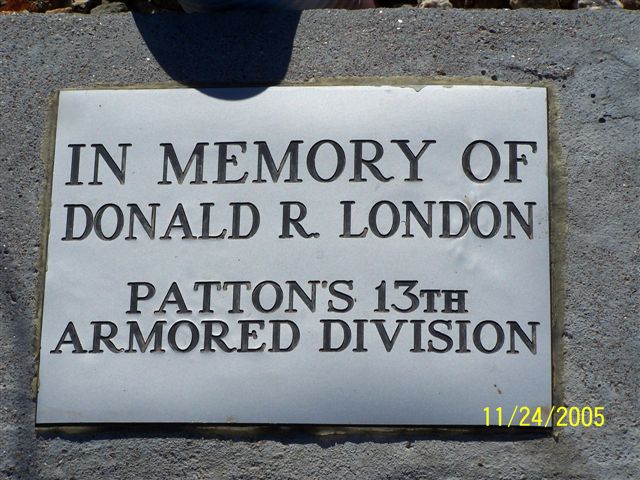 IN MEMORY OF
DONALD R. LONDON
PATTON'S 13TH
ARMORED DIVISION
11/24/2005